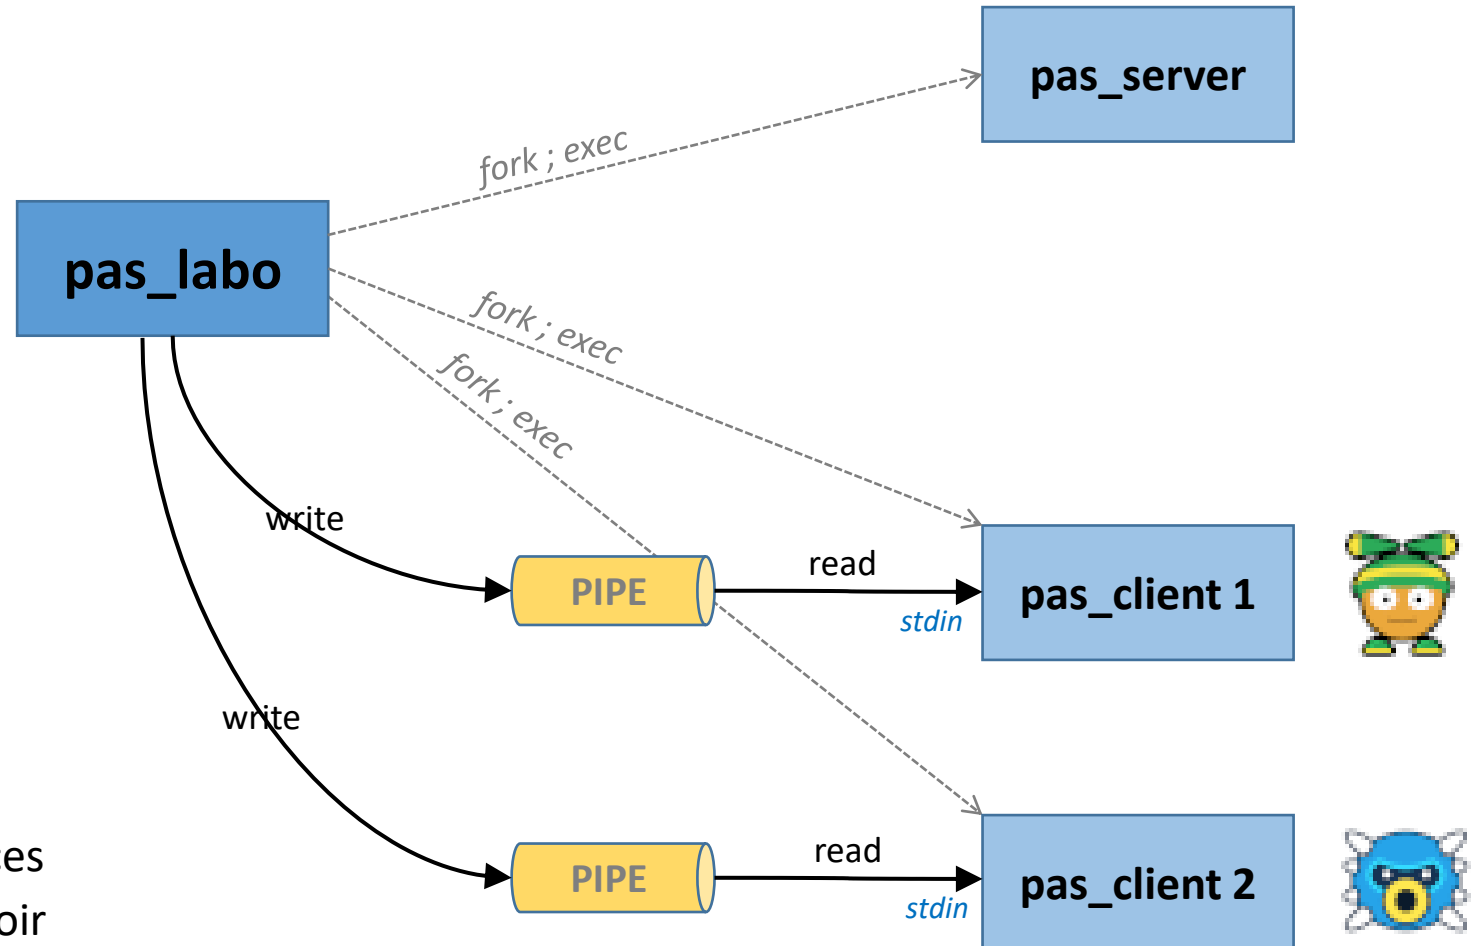 pas_server
fork ; exec
pas_labo
fork ; exec
fork ; exec
write
PIPE
read
stdin
pas_client 1
write
ces
oir
PIPE
read
stdin
pas_client 2